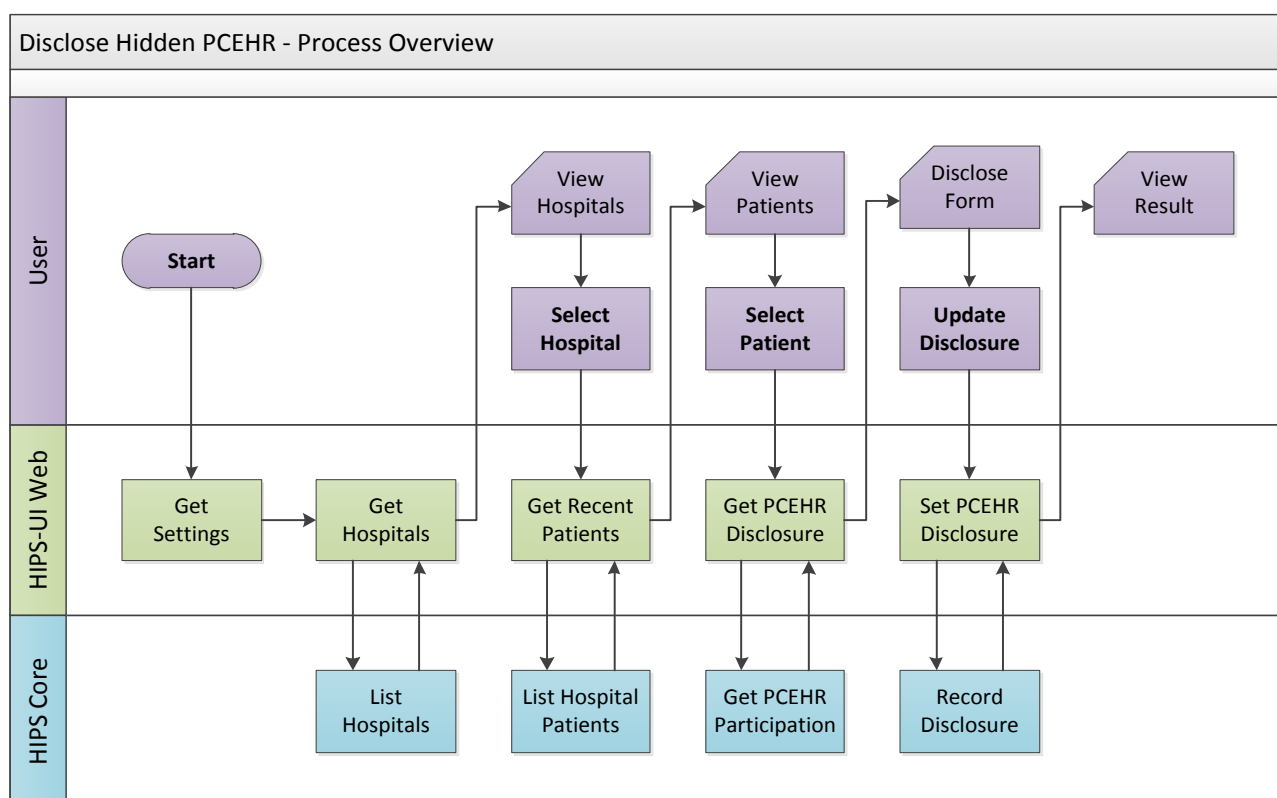 Disclose Hidden PCEHR - Process Overview
User
Start
View
Hospitals
View
Patients
Disclose
Form
View
Result
Select
Hospital
Select
Patient
Update
Disclosure
HIPS-UI Web
Get
Settings
Get
Hospitals
Get Recent
Patients
Get PCEHR
Disclosure
Set PCEHR
Disclosure
HIPS Core
List
Hospitals
List Hospital
Patients
Get PCEHR
Participation
Record
Disclosure